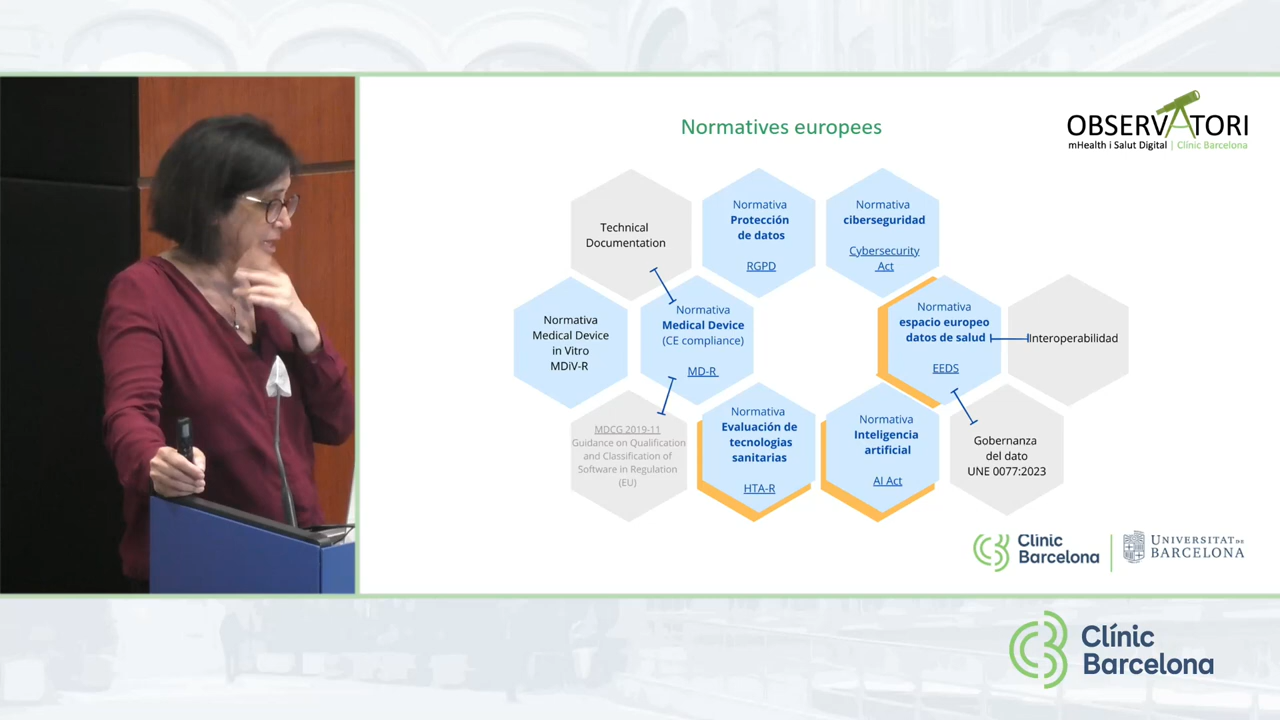 Normatives europees
OBSERVATORI
mHealth i Salut Digital | Clínic Barcelona
Technical
Documentation
Normativa
Protección
de datos
RGPD
Normativa
ciberseguridad
Cybersecurity
Act
Normativa
Medical Device
in Vitro
MDiV-R
Normativa
Medical Device
(CE compliance)
MD-R
Normativa
espacio europeo
datos de salud
EEDS
Interoperabilidad
MDCG 2019-11
Guidance on Qualification
and Classification of
Software in Regulation
(EU)
Normativa
Evaluación de
tecnologias
sanitarias
HTA-R
Normativa
Inteligencia
artificial
AI Act
Gobernanza
del dato
UNE 0077:2023
Clínic
Barcelona
UNIVERSITAT DE
BARCELONA
Clínic
Barcelona